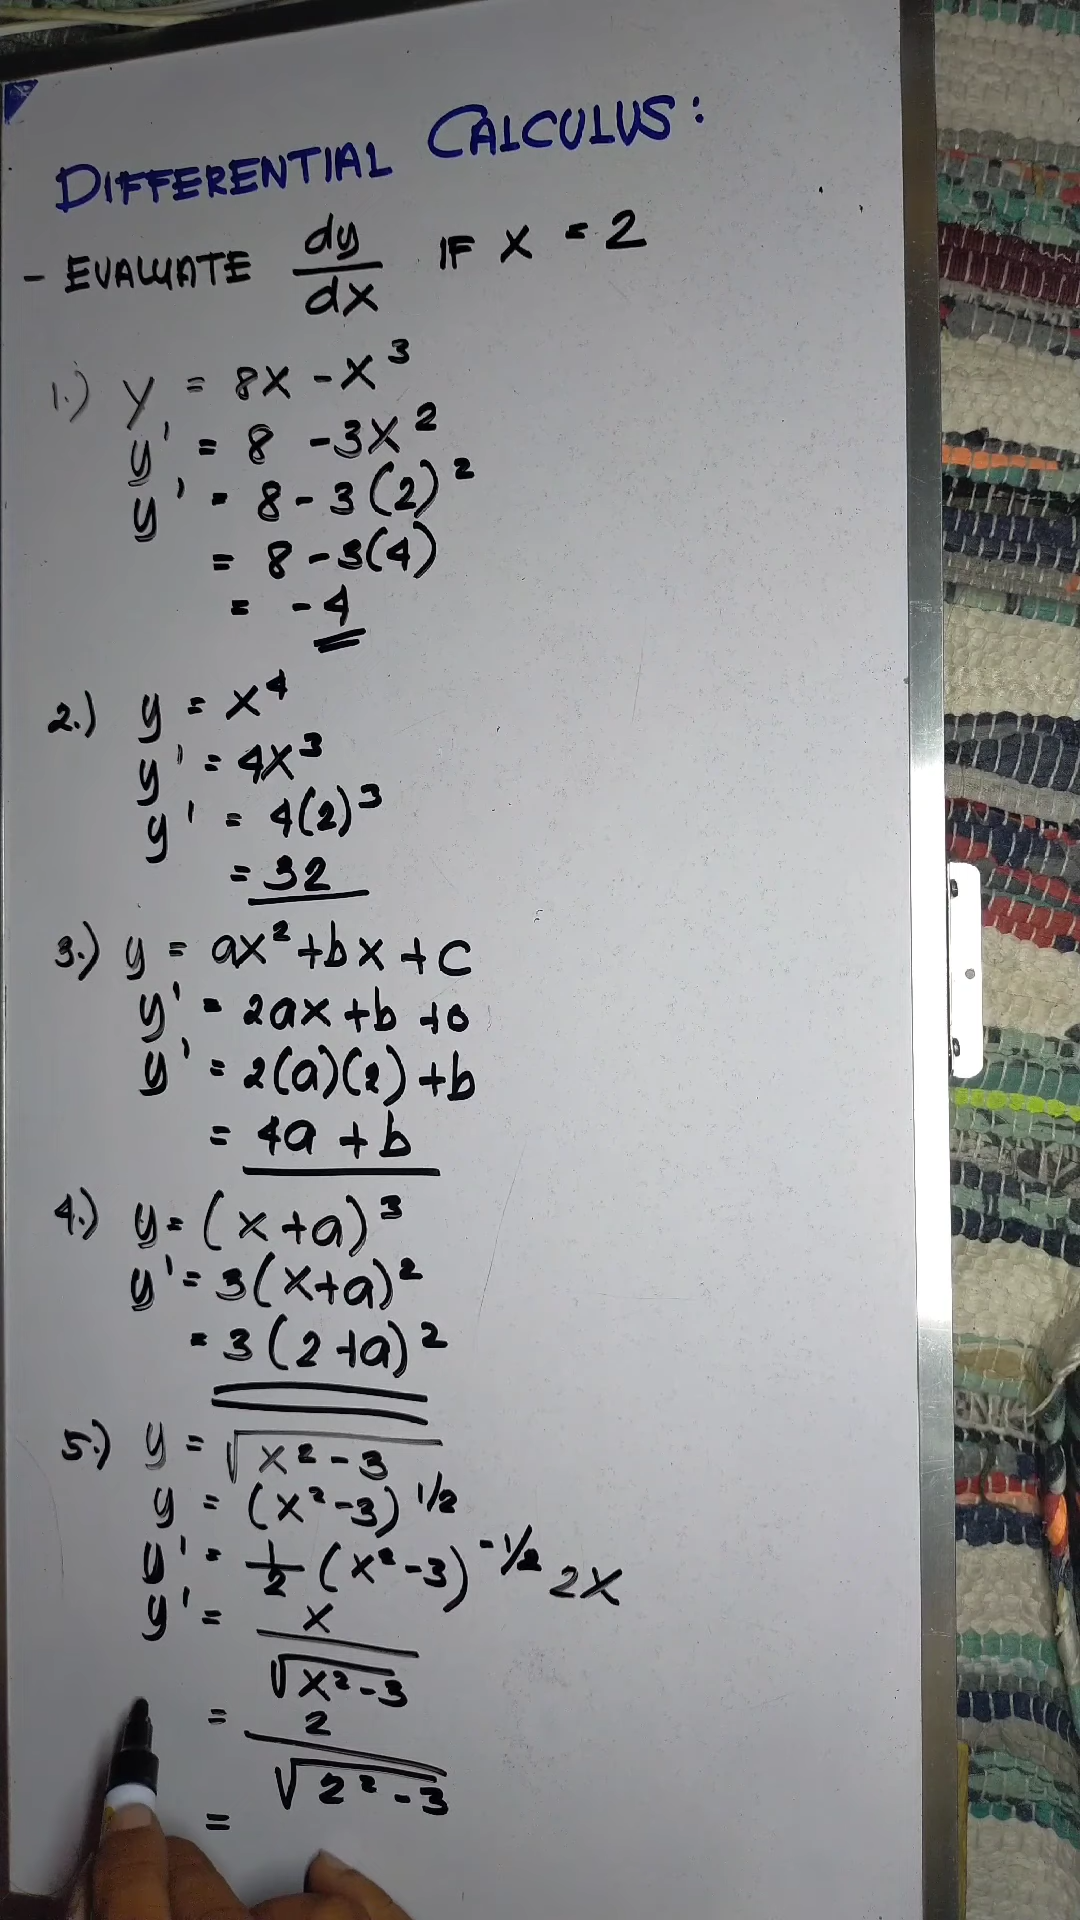 DIFFERENTIAL CALCULUS:
- EVALUATE dy/dx IF X = 2
1.) y = 8X - X³
y' = 8 - 3X²
y' = 8 - 3(2)²
= 8 - 3(4)
= -4
2.) y = X⁴
y' = 4X³
y' = 4(2)³
= 32
3.) y = ax² + bx + c
y' = 2ax + b + 0
y' = 2(a)(2) + b
= 4a + b
4.) y = (x+a)³
y' = 3(x+a)²
= 3(2+a)²
5.) y = √(x²-3)
y = (x²-3)^1/2
y' = 1/2 (x²-3)^-1/2 2X
y' = x/√(x²-3)
= 2/√(2²-3)
=